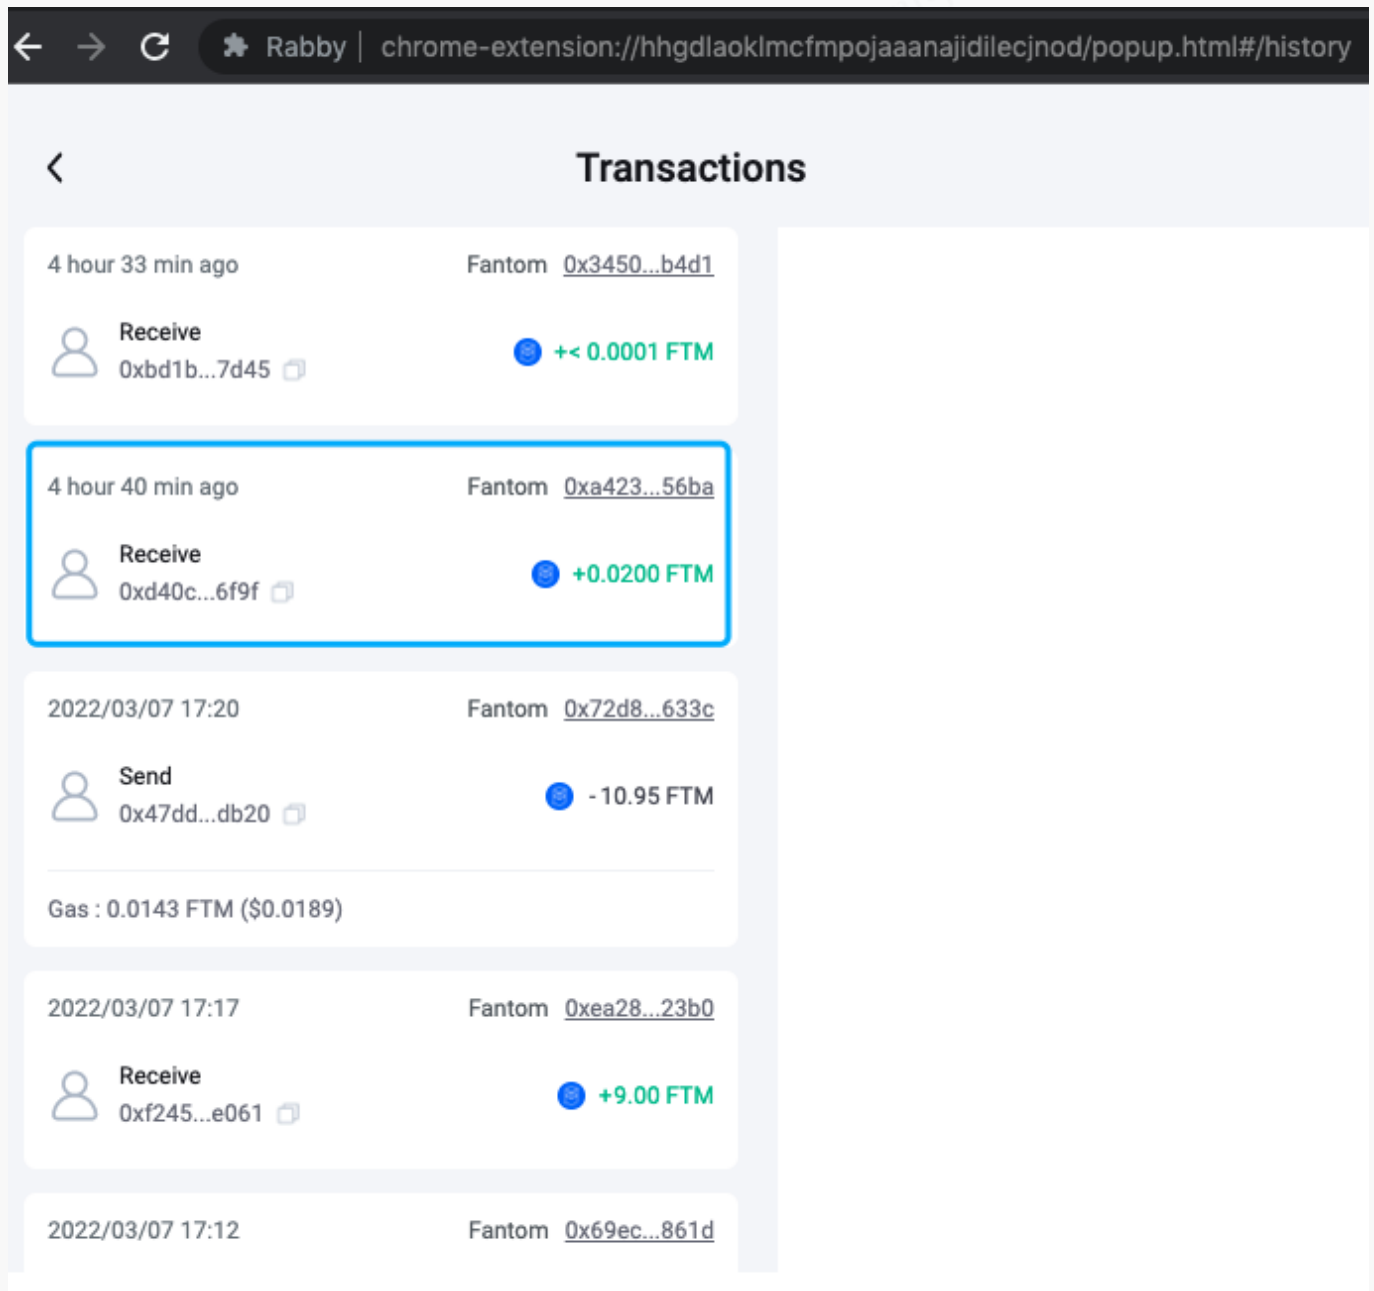 Rabby | chrome-extension://hhgdlaoklmcfmpojaaanajidilecjnod/popup.html#/history
Transactions
4 hour 33 min ago Fantom 0x3450...b4d1
Receive
0xbd1b...7d45
+< 0.0001 FTM
4 hour 40 min ago Fantom 0xa423...56ba
Receive
0xd40c...6f9f
+0.0200 FTM
2022/03/07 17:20 Fantom 0x72d8...633c
Send
0x47dd...db20
- 10.95 FTM
Gas : 0.0143 FTM ($0.0189)
2022/03/07 17:17 Fantom 0xea28...23b0
Receive
0xf245...e061
+9.00 FTM
2022/03/07 17:12 Fantom 0x69ec...861d